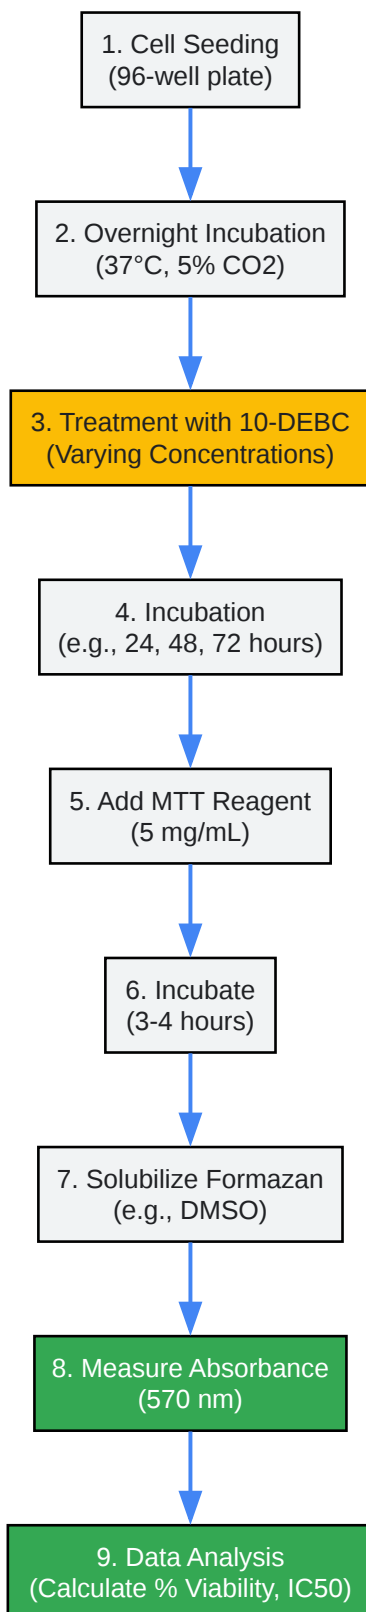 1. Cell Seeding
(96-well plate)
2. Overnight Incubation
(37°C, 5% CO2)
3. Treatment with 10-DEBC
(Varying Concentrations)
4. Incubation
(e.g., 24, 48, 72 hours)
5. Add MTT Reagent
(5 mg/mL)
6. Incubate
(3-4 hours)
7. Solubilize Formazan
(e.g., DMSO)
8. Measure Absorbance
(570 nm)
9. Data Analysis
(Calculate % Viability, IC50)